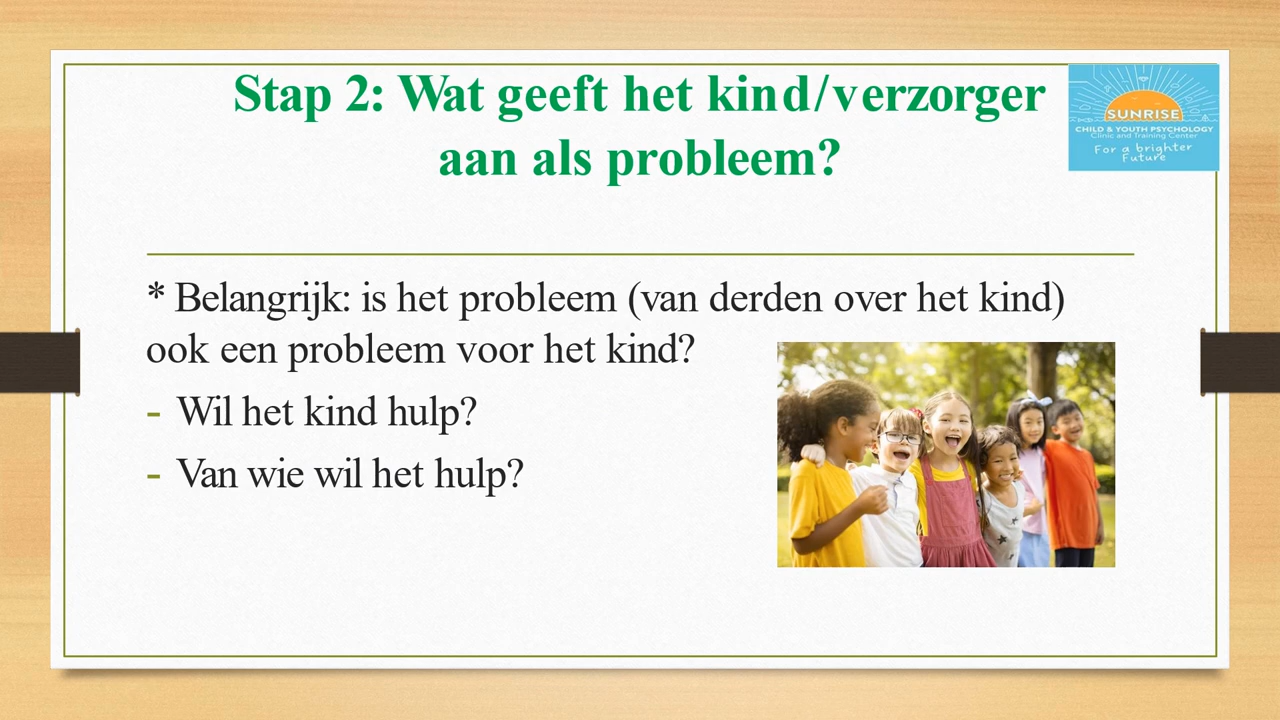 Stap 2: Wat geeft het kind/verzorger
aan als probleem?
SUNRISE
CHILD & YOUTH PSYCHOLOGY
Clinic and Training Center
For a brighter
Future
* Belangrijk: is het probleem (van derden over het kind)
ook een probleem voor het kind?
- Wil het kind hulp?
- Van wie wil het hulp?